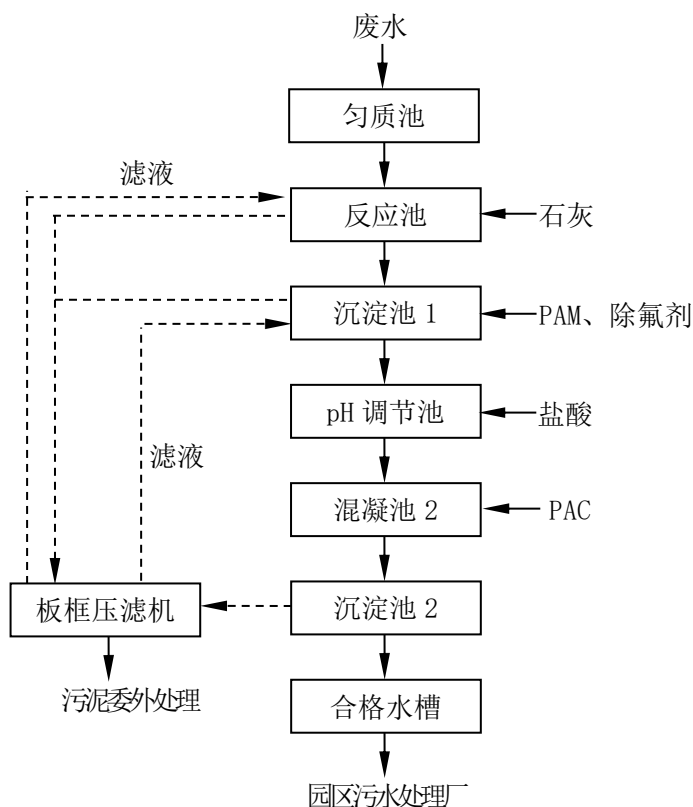 废水
匀质池
滤液
反应池
石灰
沉淀池 1
PAM、除氟剂
pH 调节池
盐酸
滤液
混凝池 2
PAC
板框压滤机
沉淀池 2
污泥委外处理
合格水槽
园区污水处理厂